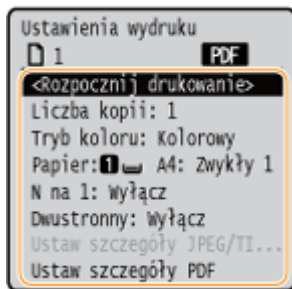 Ustawienia wydruku
1 PDF
<Rozpocznij drukowanie>
Liczba kopii: 1
Tryb koloru: Kolorowy
Papier: 1 A4: Zwykły 1
N na 1: Wyłącz
Dwustronny: Wyłącz
Ustaw szczegóły JPEG/TI...
Ustaw szczegóły PDF